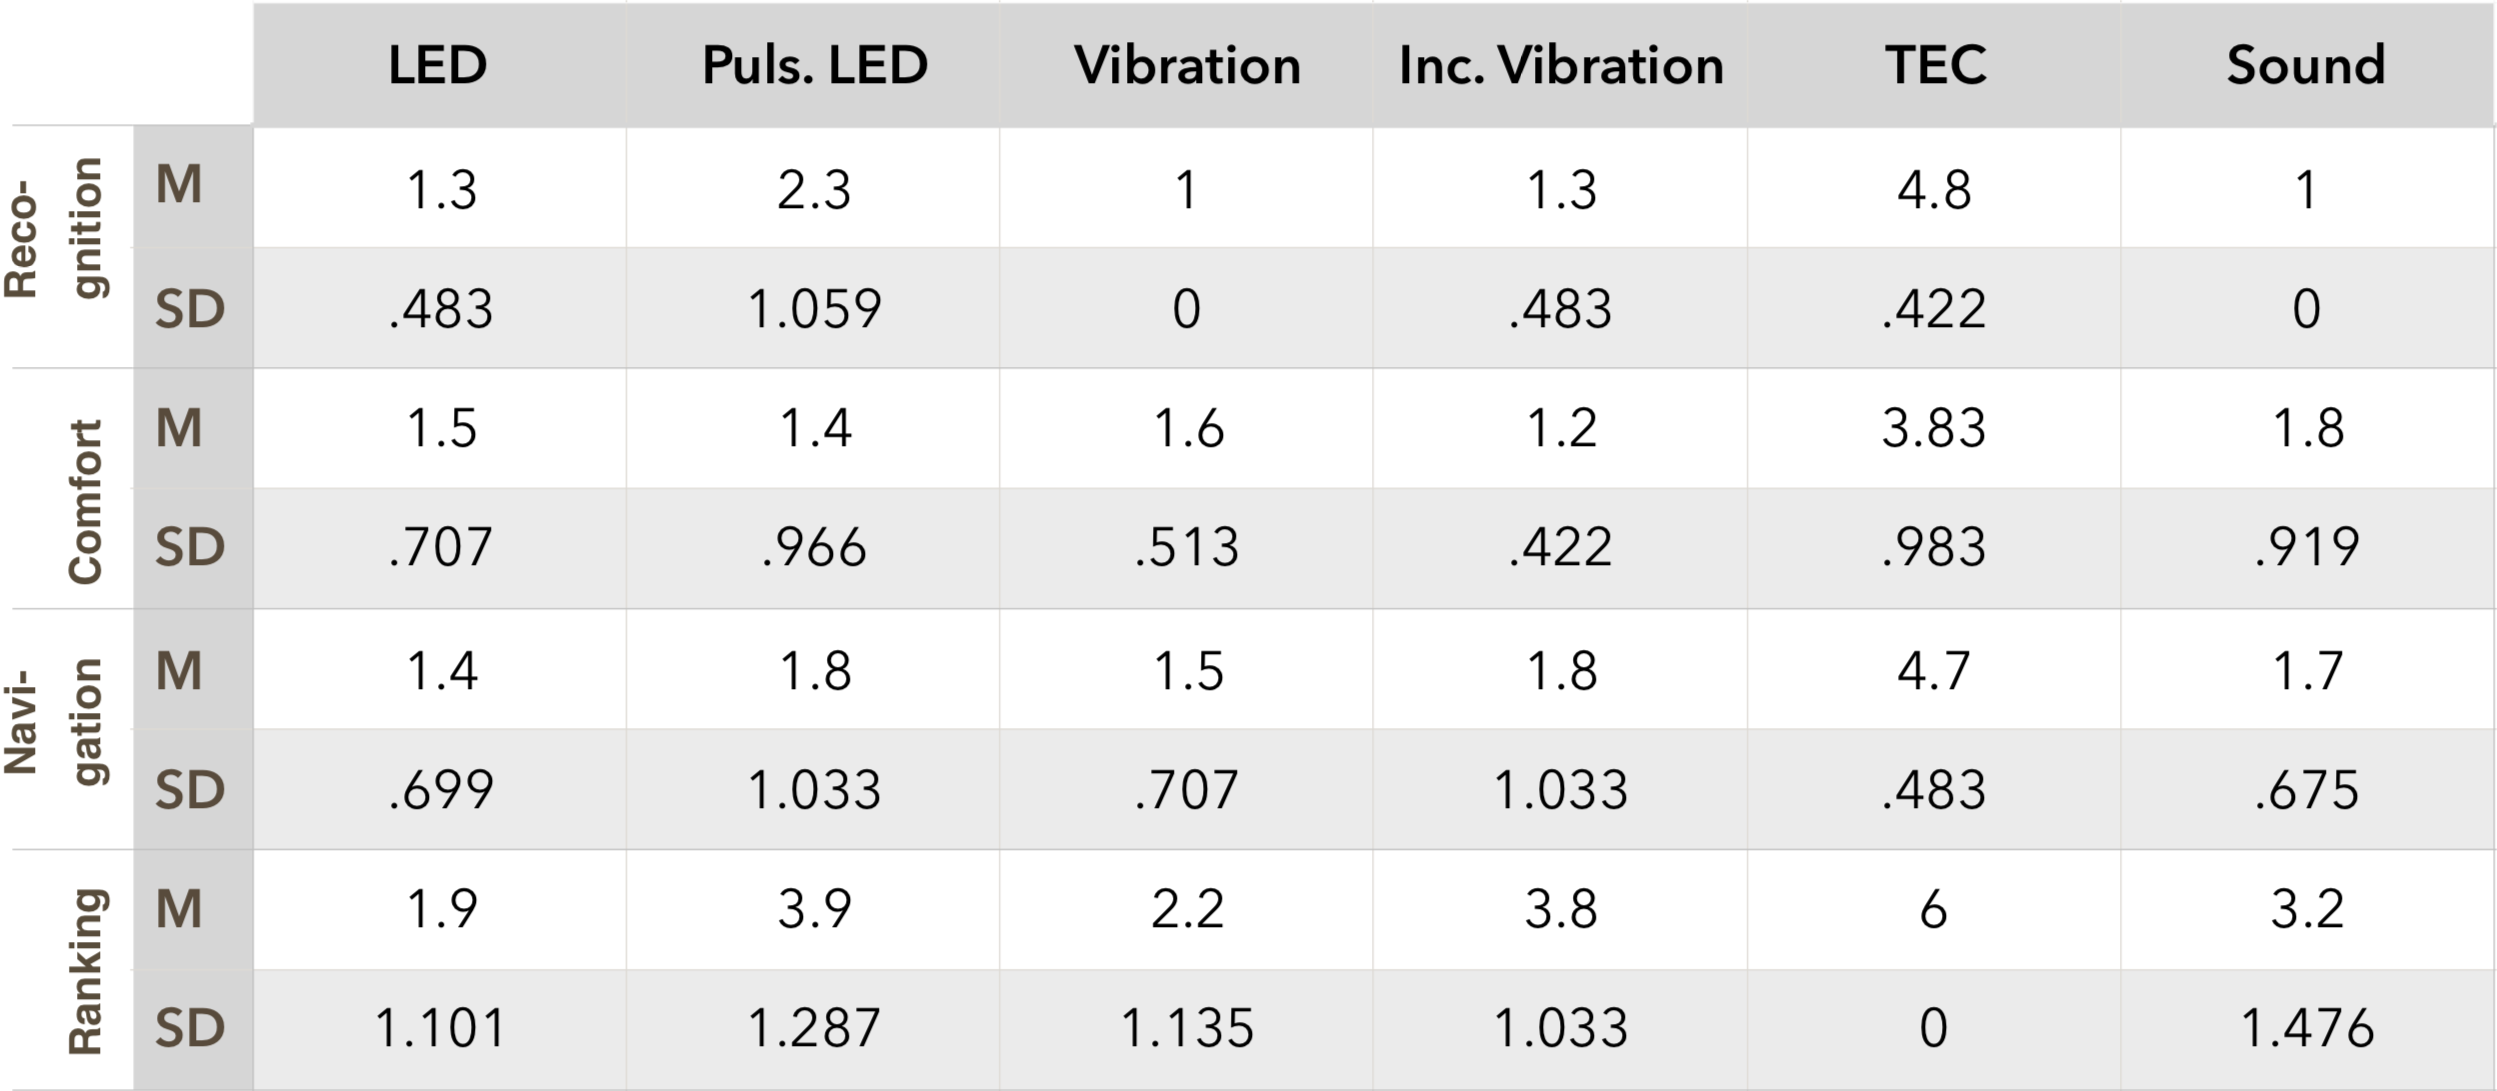 LED Puls. LED Vibration Inc. Vibration TEC Sound
Reco-
gnition
M 1.3 2.3 1 1.3 4.8 1
SD .483 1.059 0 .483 .422 0
Comfort
M 1.5 1.4 1.6 1.2 3.83 1.8
SD .707 .966 .513 .422 .983 .919
Navi-
gation
M 1.4 1.8 1.5 1.8 4.7 1.7
SD .699 1.033 .707 1.033 .483 .675
Ranking
M 1.9 3.9 2.2 3.8 6 3.2
SD 1.101 1.287 1.135 1.033 0 1.476